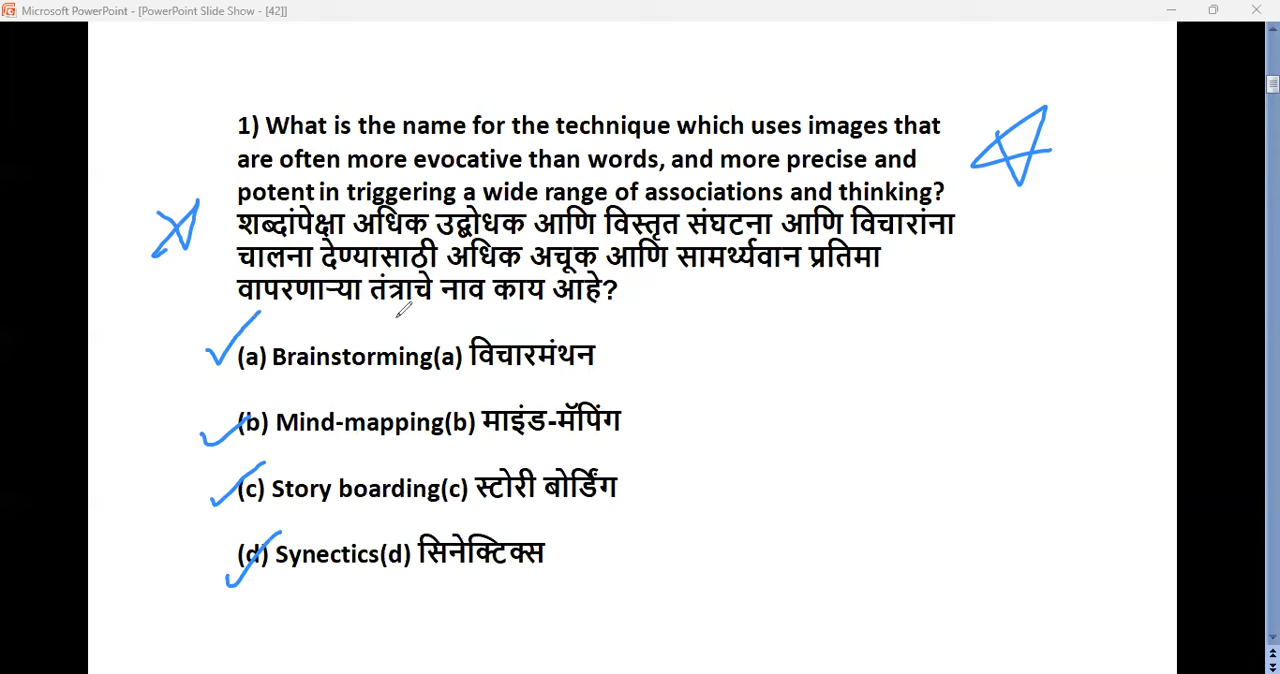 Microsoft PowerPoint - [PowerPoint Slide Show - [42]]
1) What is the name for the technique which uses images that
are often more evocative than words, and more precise and
potent in triggering a wide range of associations and thinking?
शब्दांपेक्षा अधिक उद्बोधक आणि विस्तृत संघटना आणि विचारांना
चालना देण्यासाठी अधिक अचूक आणि सामर्थ्यवान प्रतिमा
वापरणाऱ्या तंत्राचे नाव काय आहे?
(a) Brainstorming(a) विचारमंथन
(b) Mind-mapping(b) माइंड-मॅपिंग
(c) Story boarding(c) स्टोरी बोर्डिंग
(d) Synectics(d) सिनेक्टिक्स